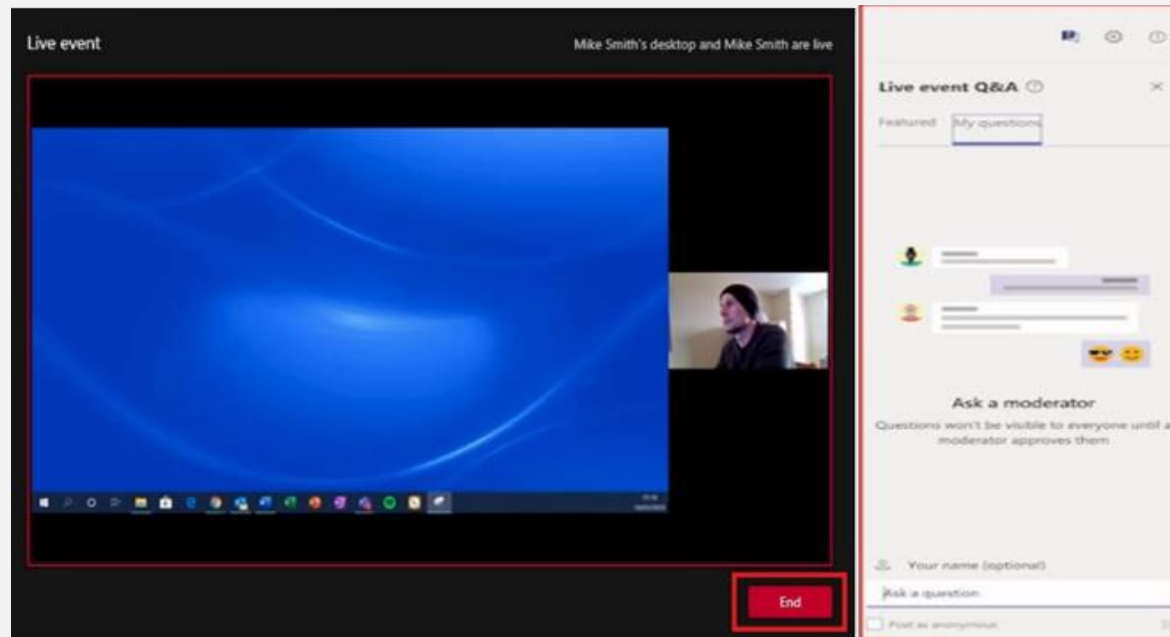 Live event
Mike Smith's desktop and Mike Smith are live
End
Live event Q&A
Featured
My questions
Ask a moderator
Questions won't be visible to everyone until a
moderator approves them
Your name (optional)
Ask a question
Post as anonymous